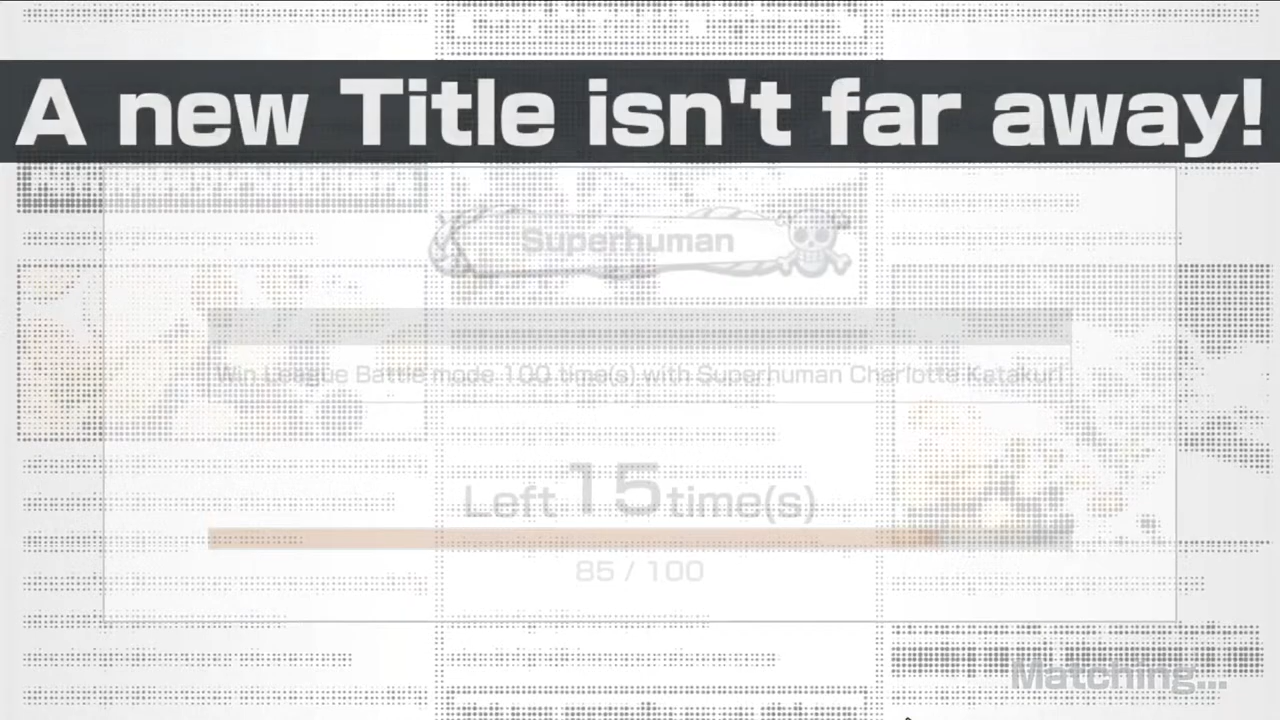 A new Title isn't far away!
Superhuman
Win League Battle mode 100 time(s) with Superhuman Charlotte Katakuri
Left 15 time(s)
85 / 100
Matching...